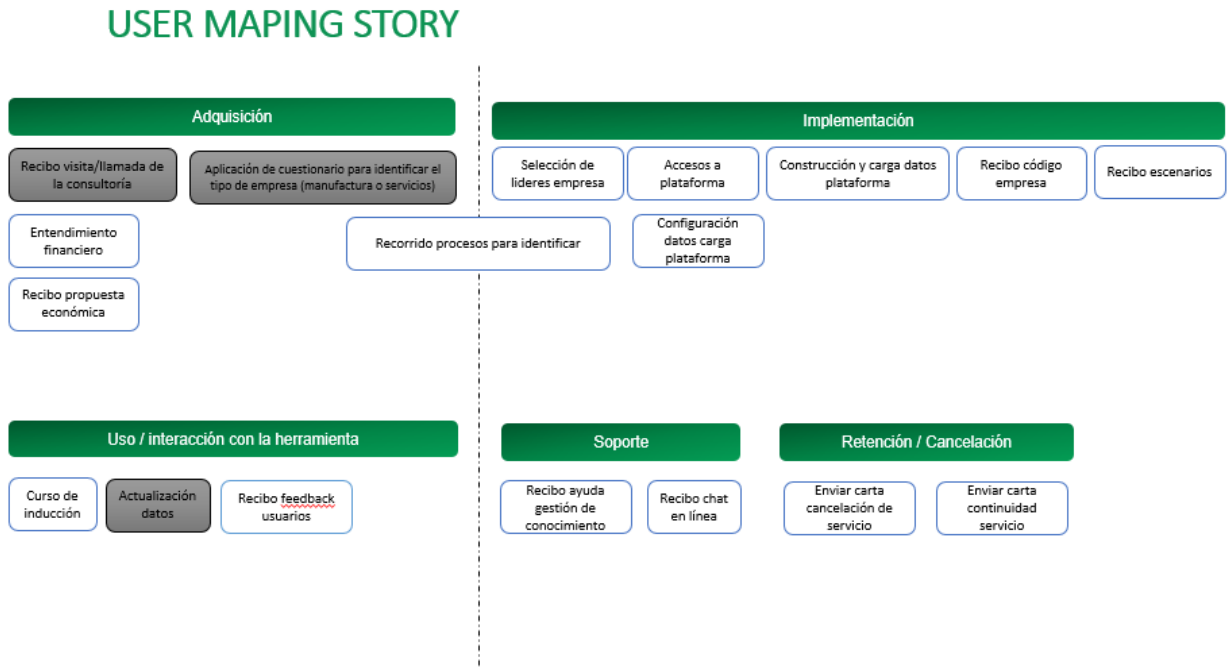 USER MAPING STORY
Adquisición
Recibo visita/llamada de
la consultoría
Aplicación de cuestionario para identificar el
tipo de empresa (manufactura o servicios)
Entendimiento
financiero
Recibo propuesta
económica
Recorrido procesos para identificar
Implementación
Selección de
lideres empresa
Accesos a
plataforma
Construcción y carga datos
plataforma
Recibo código
empresa
Recibo escenarios
Configuración
datos carga
plataforma
Uso / interacción con la herramienta
Curso de
inducción
Actualización
datos
Recibo feedback
usuarios
Soporte
Recibo ayuda
gestión de
conocimiento
Recibo chat
en línea
Retención / Cancelación
Enviar carta
cancelación de
servicio
Enviar carta
continuidad
servicio